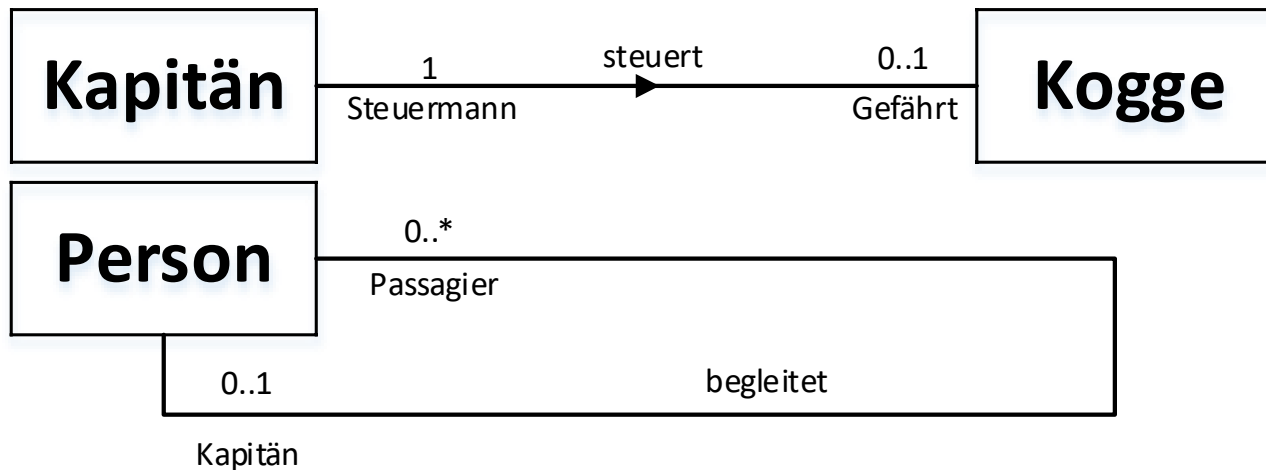 Kapitän
1
steuert
0..1
Kogge
Steuermann
Gefährt
Person
0..*
Passagier
0..1
begleitet
Kapitän